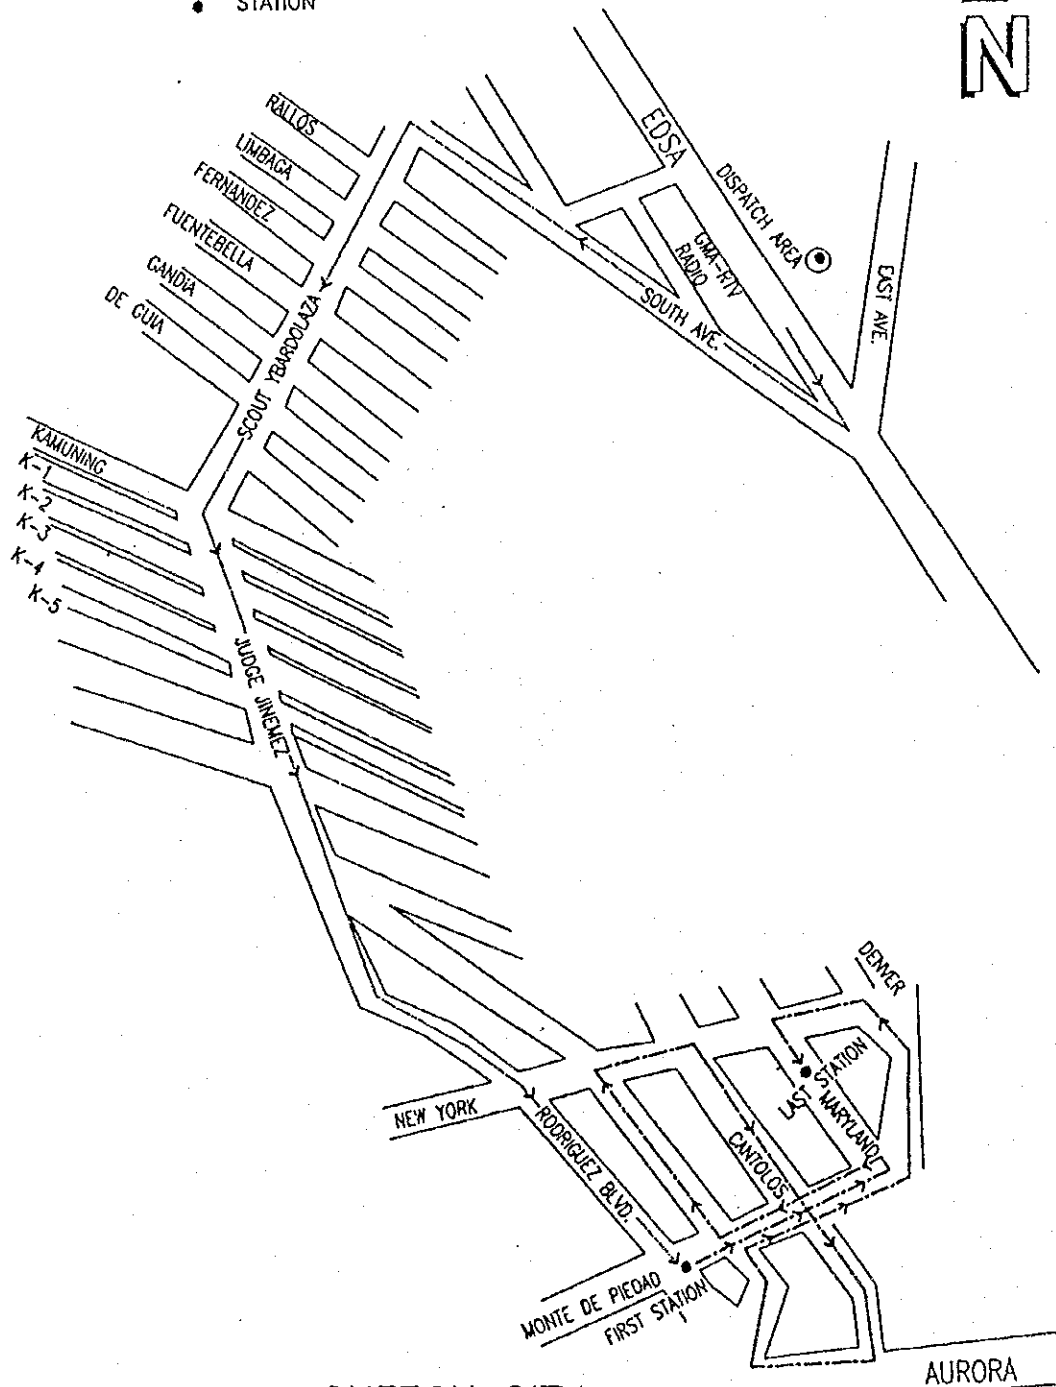 STATION
N
RALLOS
LIMBAGA
FERNANDEZ
FUENTEBELLA
GANDIA
DE GUIA
EDSA
DISPATCH AREA
GMA-RTV
RADIO
EAST AVE.
SOUTH AVE.
SCOUT YBARDOLAZA
KAMUNING
K-1
K-2
K-3
K-4
K-5
JUDGE JINEMEZ
DENVER
LAST STATION
MARYLAND
NEW YORK
RODRIGUEZ BLVD.
CANTOLOS
MONTE DE PIEDAD
FIRST STATION
AURORA